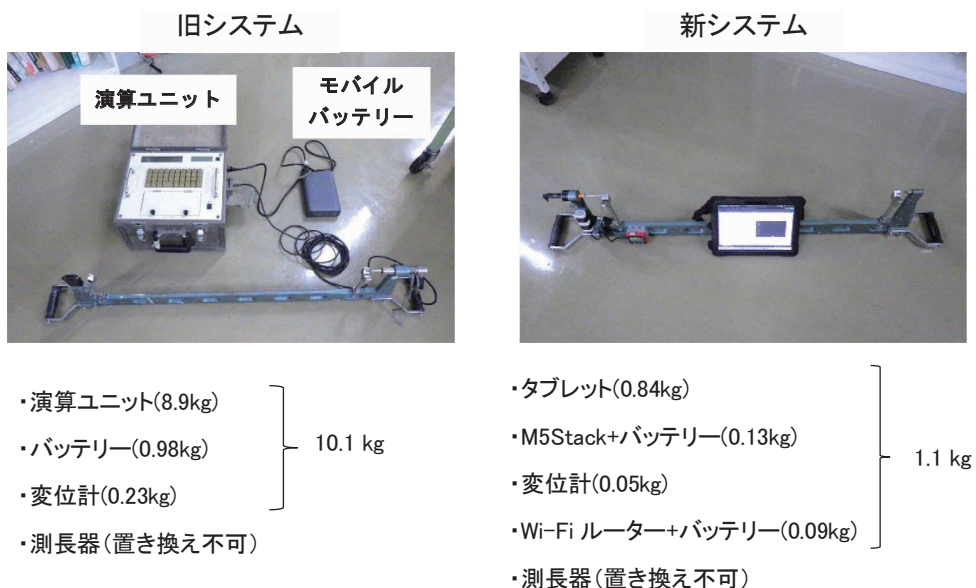 旧システム
演算ユニット
モバイル
バッテリー
・演算ユニット(8.9kg)
・バッテリー(0.98kg)
・変位計(0.23kg)
10.1 kg
・測長器(置き換え不可)
新システム
・タブレット(0.84kg)
・M5Stack+バッテリー(0.13kg)
・変位計(0.05kg)
・Wi-Fi ルーター+バッテリー(0.09kg)
1.1 kg
・測長器(置き換え不可)